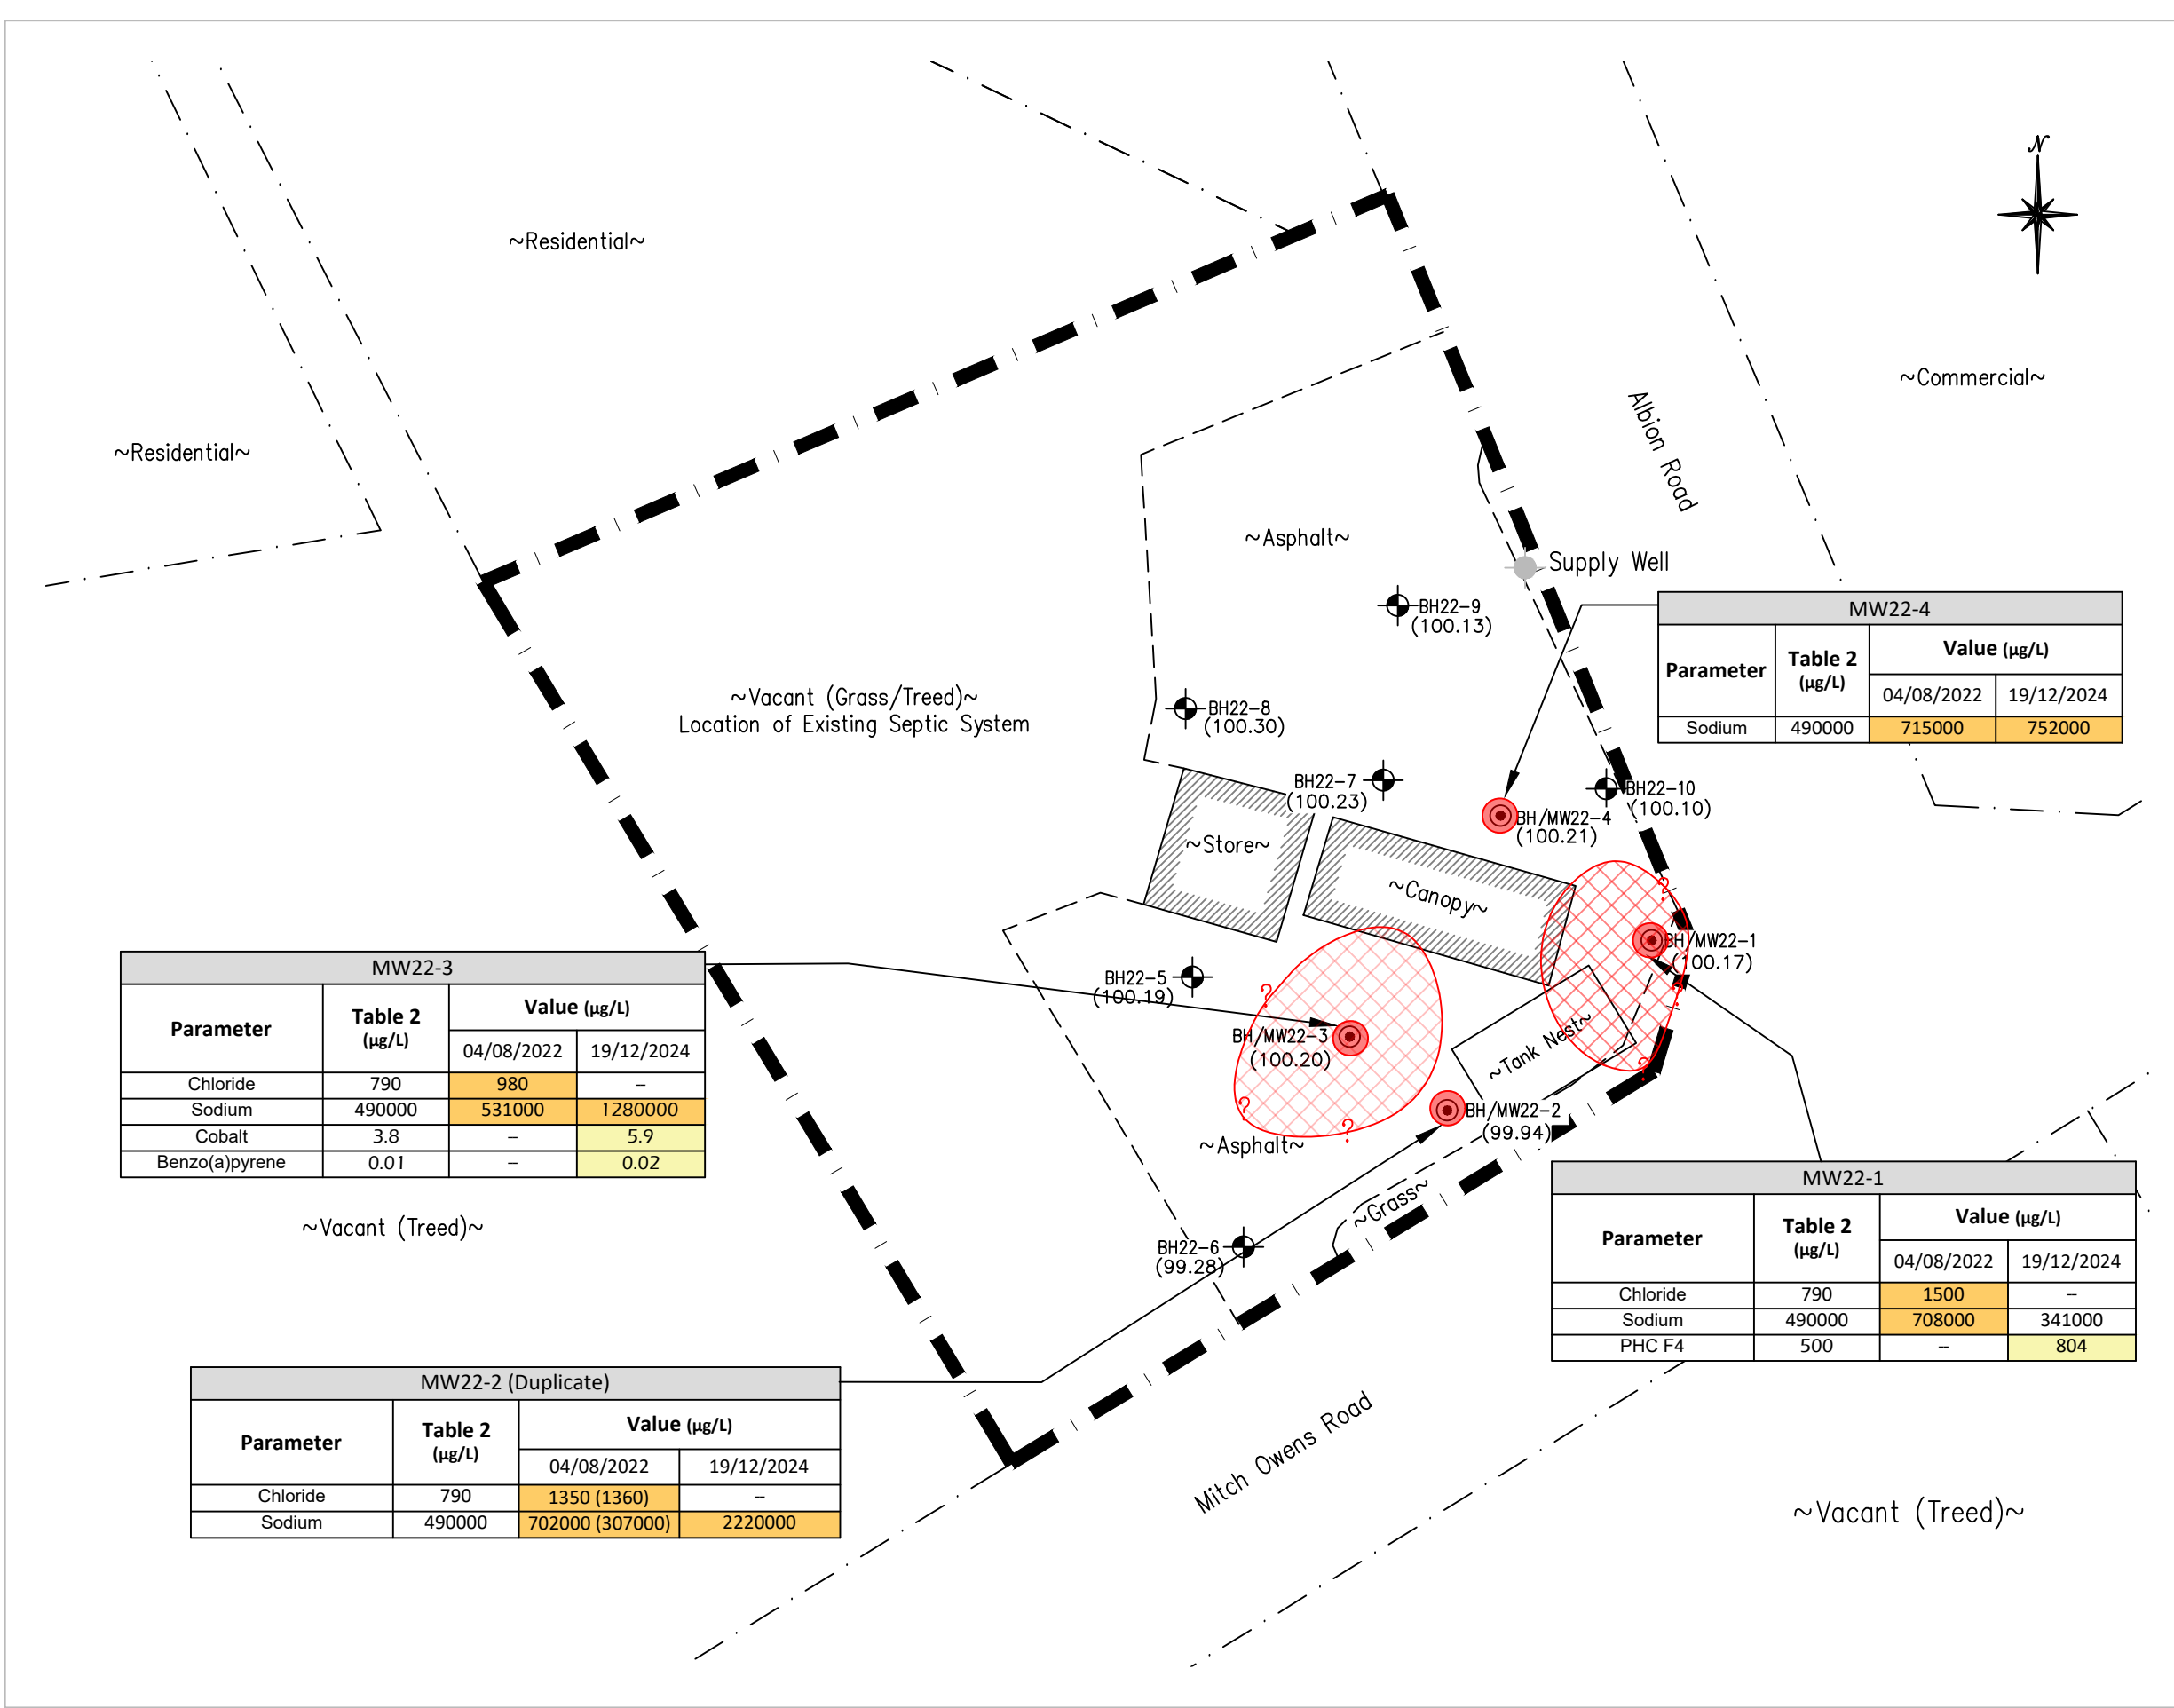 N
~Residential~
~Residential~
~Commercial~
Albion Road
~Asphalt~
Supply Well
BH22-9
(100.13)
~Vacant (Grass/Treed)~
Location of Existing Septic System
BH22-8
(100.30)
BH22-7
(100.23)
BH22-10
(100.10)
BH/MW22-4
(100.21)
~Store~
~Canopy~
BH/MW22-1
(100.17)
BH22-5
(100.19)
BH/MW22-3
(100.20)
~Tank Nest~
BH/MW22-2
(99.94)
~Asphalt~
~Grass~
BH22-6
(99.28)
?
?
?
?
?
?
~Vacant (Treed)~
Mitch Owens Road
~Vacant (Treed)~
MW22-4
Parameter Table 2 (µg/L) Value (µg/L)
04/08/2022 19/12/2024
Sodium 490000 715000 752000
MW22-3
Parameter Table 2 (µg/L) Value (µg/L)
04/08/2022 19/12/2024
Chloride 790 980 –
Sodium 490000 531000 1280000
Cobalt 3.8 – 5.9
Benzo(a)pyrene 0.01 – 0.02
MW22-1
Parameter Table 2 (µg/L) Value (µg/L)
04/08/2022 19/12/2024
Chloride 790 1500 –
Sodium 490000 708000 341000
PHC F4 500 – 804
MW22-2 (Duplicate)
Parameter Table 2 (µg/L) Value (µg/L)
04/08/2022 19/12/2024
Chloride 790 1350 (1360) –
Sodium 490000 702000 (307000) 2220000